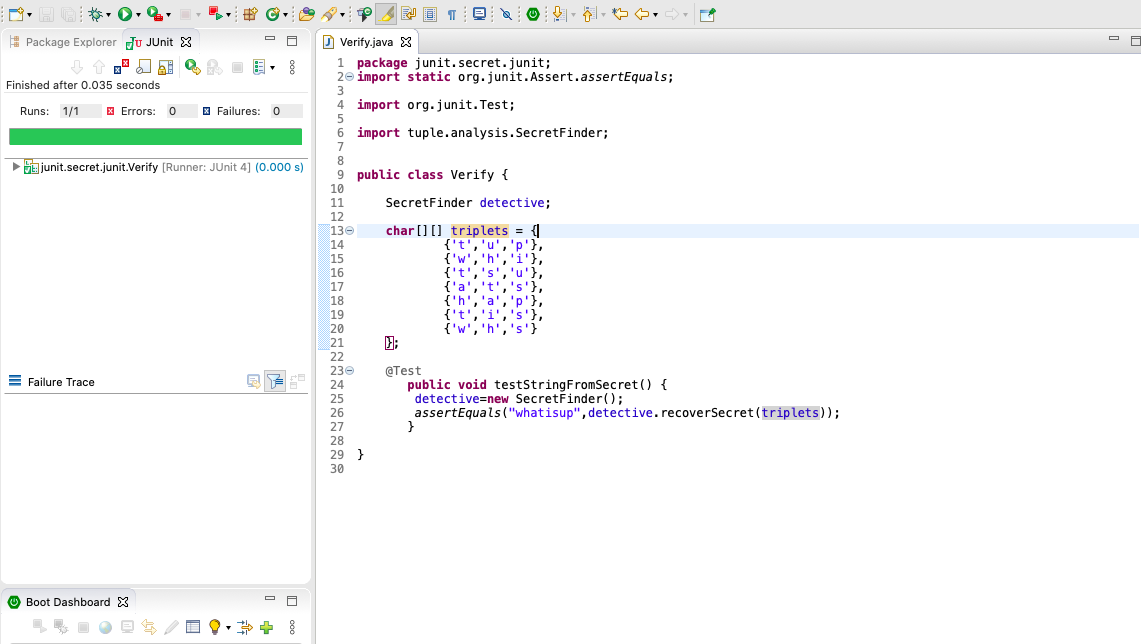 Package Explorer JUnit
Finished after 0.035 seconds
Runs: 1/1 Errors: 0 Failures: 0
junit.secret.junit.Verify [Runner: JUnit 4] (0.000 s)
Failure Trace
Boot Dashboard
Verify.java
1 package junit.secret.junit;
2 import static org.junit.Assert.assertEquals;
3
4 import org.junit.Test;
5
6 import tuple.analysis.SecretFinder;
7
8
9 public class Verify {
10
11 SecretFinder detective;
12
13 char[][] triplets = {
14 {'t','u','p'},
15 {'w','h','i'},
16 {'t','s','u'},
17 {'a','t','s'},
18 {'h','a','p'},
19 {'t','i','s'},
20 {'w','h','s'}
21 };
22
23 @Test
24 public void testStringFromSecret() {
25 detective=new SecretFinder();
26 assertEquals("whatisup",detective.recoverSecret(triplets));
27 }
28
29 }
30